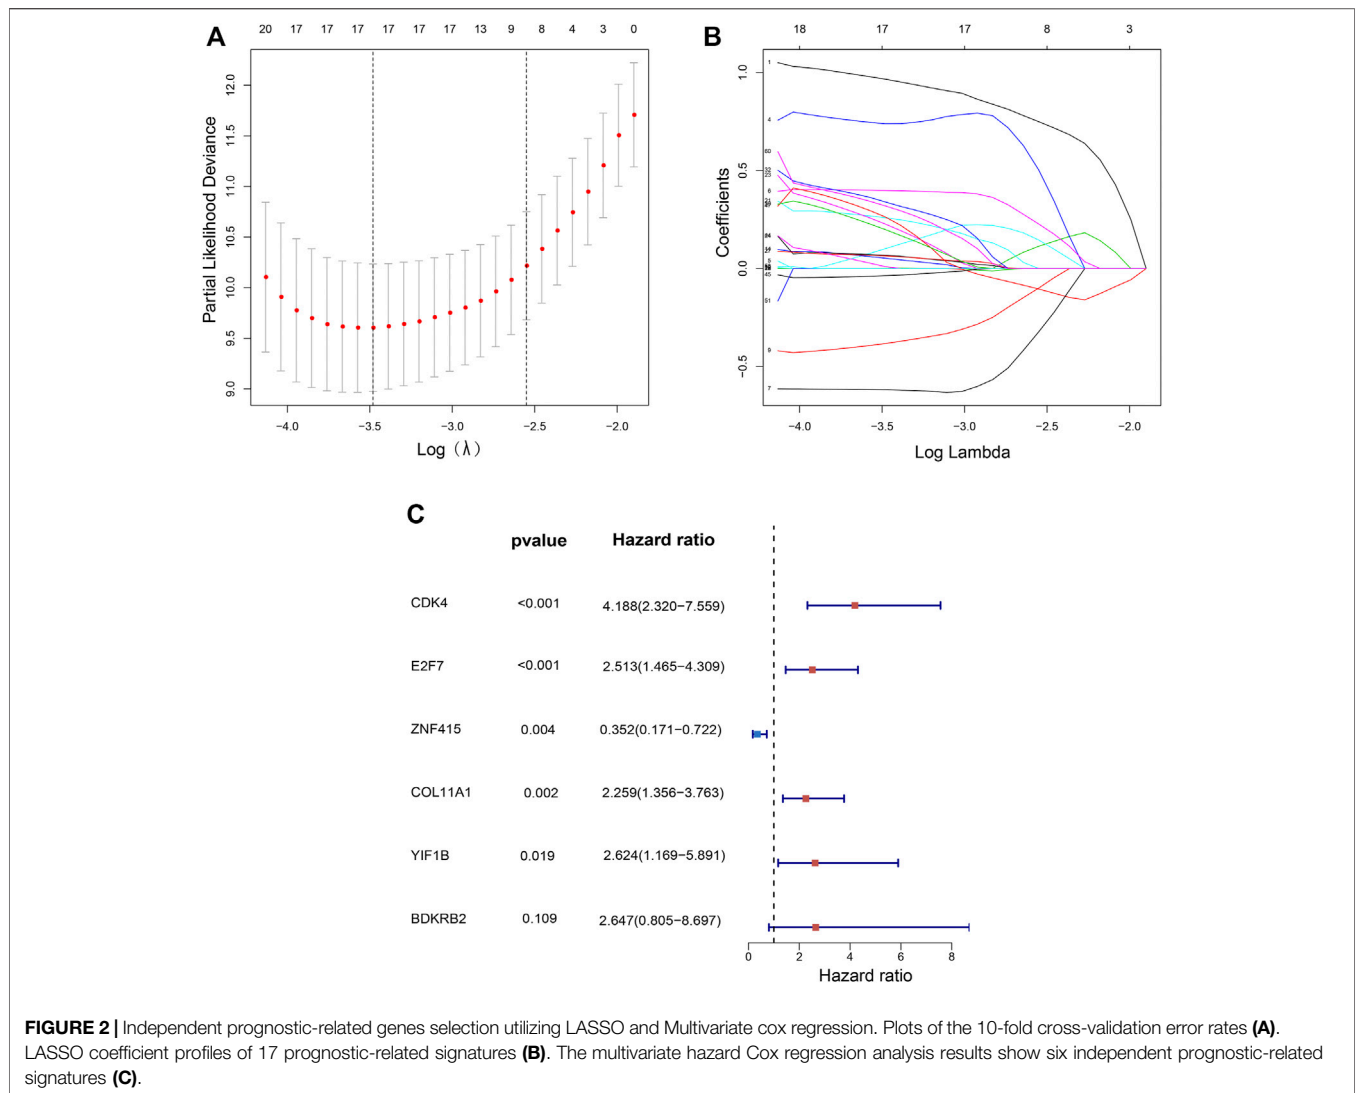 A
20 17 17 17 17 17 17 13 9 8 4 3 0
Partial Likelihood Deviance
12.0
11.5
11.0
10.5
10.0
9.5
9.0
−4.0 −3.5 −3.0 −2.5 −2.0
Log (λ)
B
18 17 17 8 3
Coefficients
1.0
0.5
0.0
−0.5
1
4
60
6
5
45
51
9
7
−4.0 −3.5 −3.0 −2.5 −2.0
Log Lambda
C
pvalue Hazard ratio
CDK4 <0.001 4.188(2.320−7.559)
E2F7 <0.001 2.513(1.465−4.309)
ZNF415 0.004 0.352(0.171−0.722)
COL11A1 0.002 2.259(1.356−3.763)
YIF1B 0.019 2.624(1.169−5.891)
BDKRB2 0.109 2.647(0.805−8.697)
0 2 4 6 8
Hazard ratio
FIGURE 2 | Independent prognostic-related genes selection utilizing LASSO and Multivariate cox regression. Plots of the 10-fold cross-validation error rates (A).
LASSO coefficient profiles of 17 prognostic-related signatures (B). The multivariate hazard Cox regression analysis results show six independent prognostic-related
signatures (C).